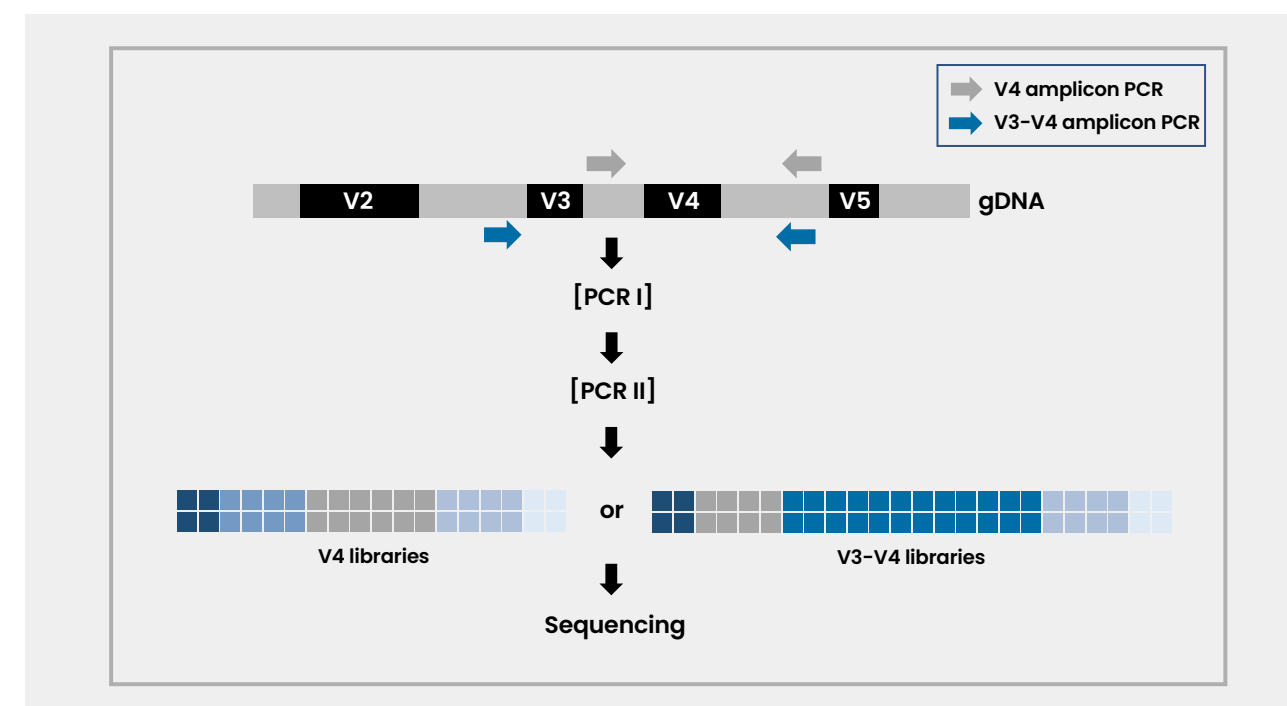 V4 amplicon PCR
V3-V4 amplicon PCR
V2 V3 V4 V5 gDNA
[PCR I]
[PCR II]
or
V4 libraries V3-V4 libraries
Sequencing